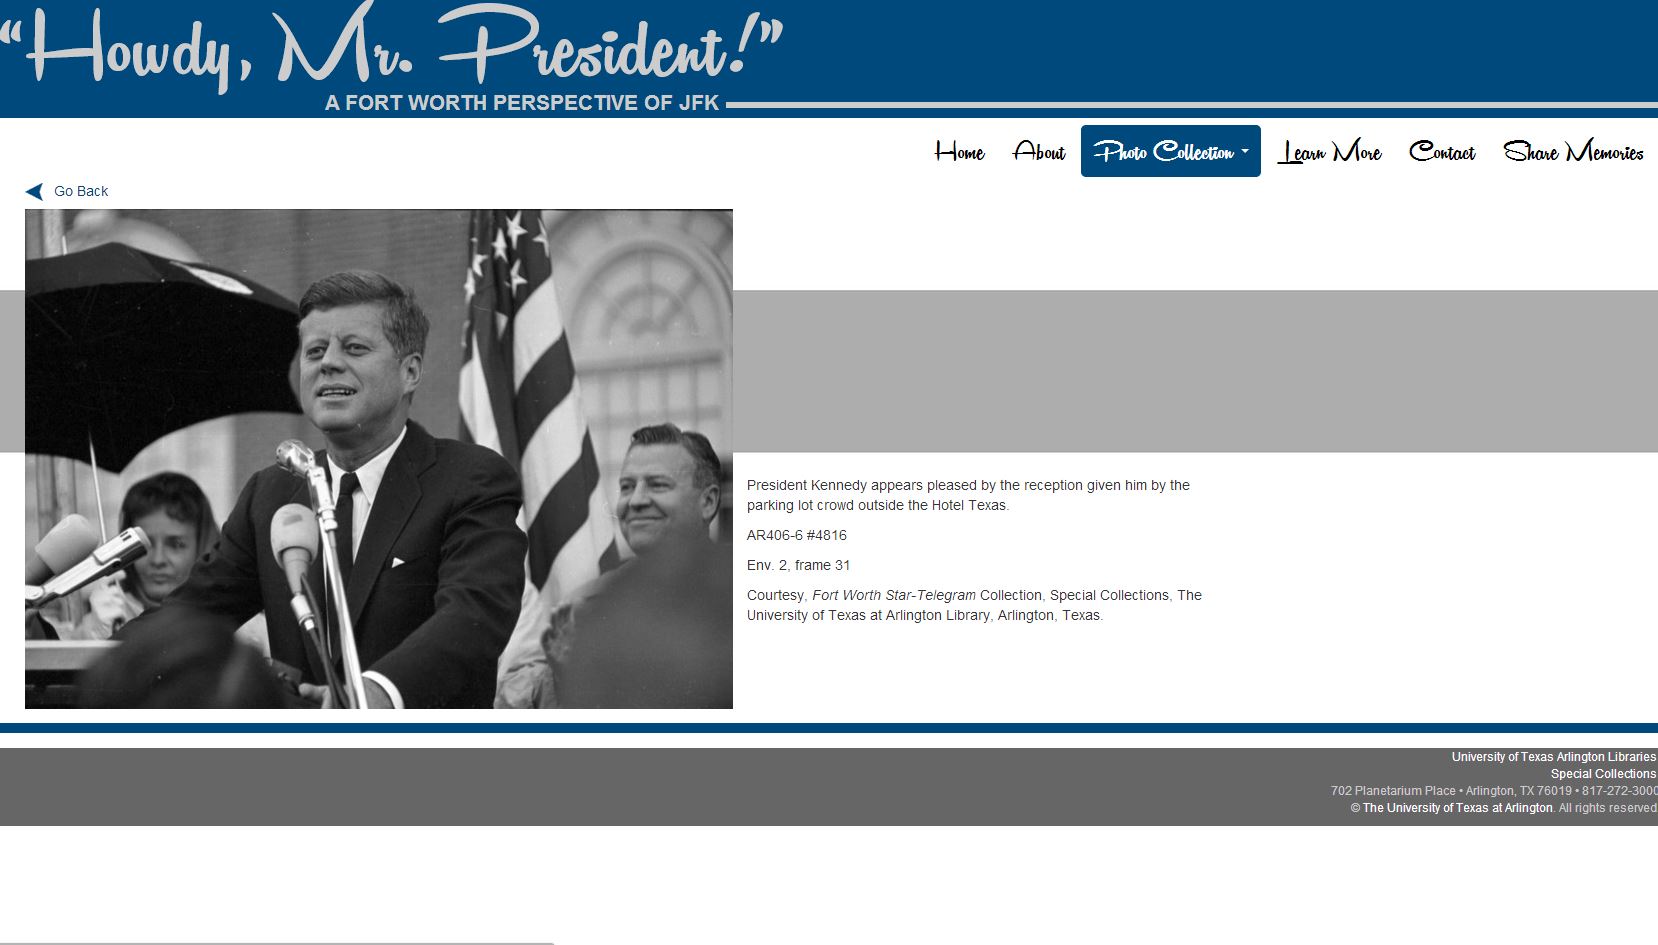 “Howdy, Mr. President!”
A FORT WORTH PERSPECTIVE OF JFK
Home About Photo Collection Learn More Contact Share Memories
Go Back
President Kennedy appears pleased by the reception given him by the
parking lot crowd outside the Hotel Texas.
AR406-6 #4816
Env. 2, frame 31
Courtesy, Fort Worth Star-Telegram Collection, Special Collections, The
University of Texas at Arlington Library, Arlington, Texas.
University of Texas Arlington Libraries
Special Collections
702 Planetarium Place • Arlington, TX 76019 • 817-272-3000
© The University of Texas at Arlington. All rights reserved